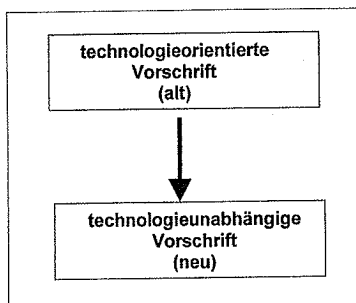 technologieorientierte
Vorschrift
(alt)
technologieunabhängige
Vorschrift
(neu)